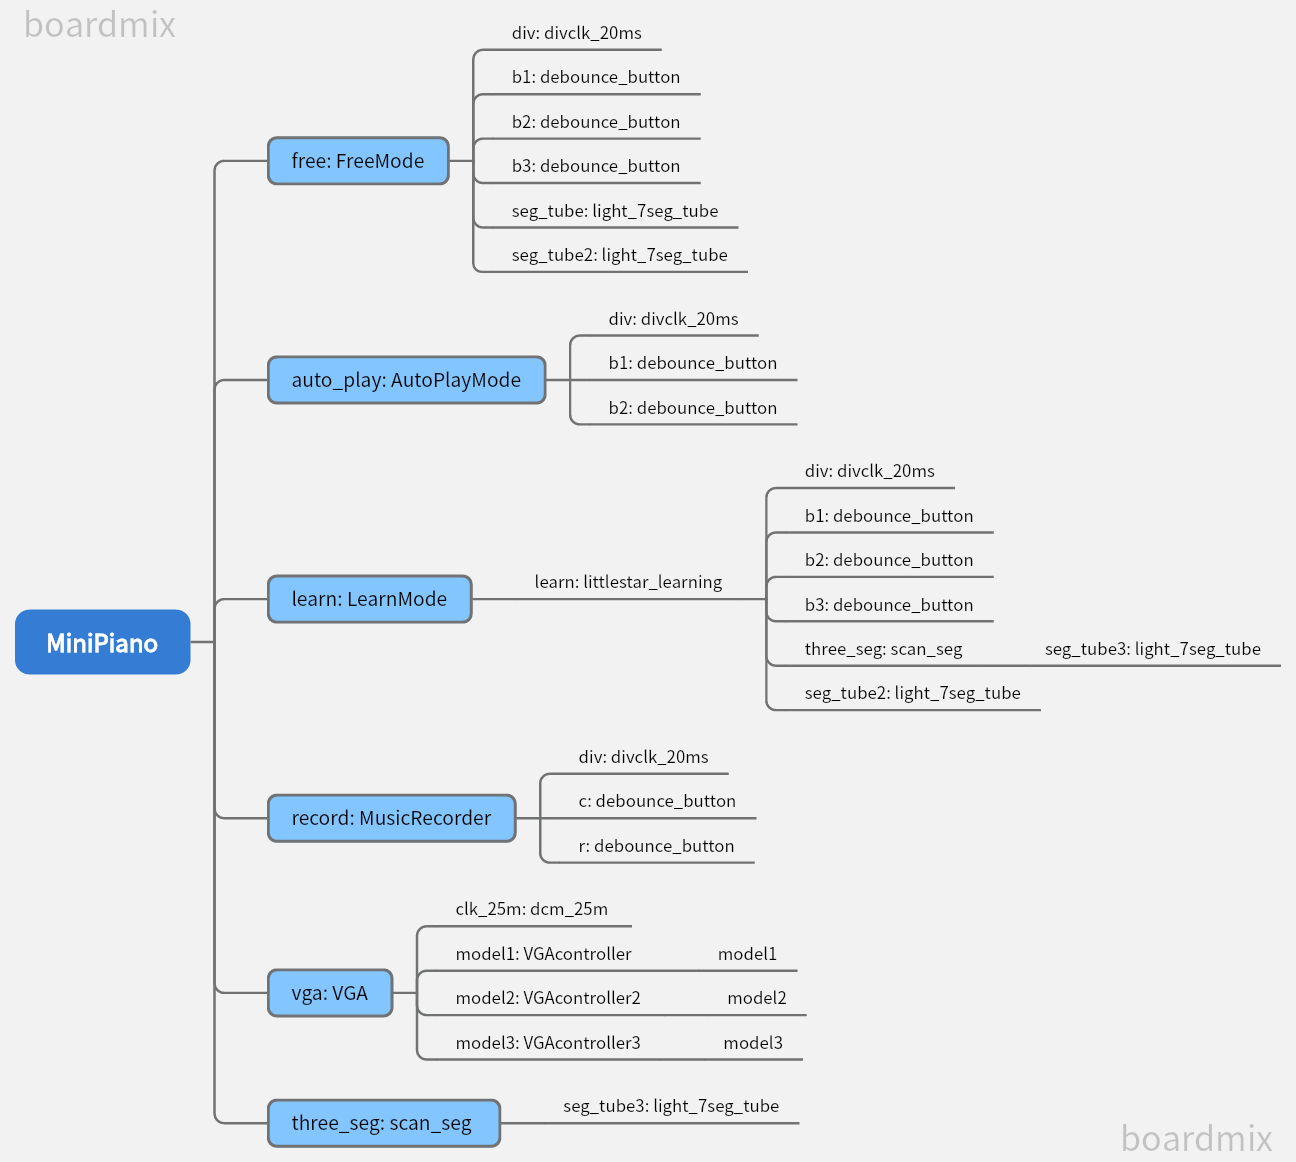 boardmix
div: divclk_20ms
b1: debounce_button
b2: debounce_button
free: FreeMode
b3: debounce_button
seg_tube: light_7seg_tube
seg_tube2: light_7seg_tube
div: divclk_20ms
b1: debounce_button
auto_play: AutoPlayMode
b2: debounce_button
div: divclk_20ms
b1: debounce_button
b2: debounce_button
learn: littlestar_learning
learn: LearnMode
b3: debounce_button
MiniPiano
three_seg: scan_seg
seg_tube3: light_7seg_tube
seg_tube2: light_7seg_tube
div: divclk_20ms
c: debounce_button
record: MusicRecorder
r: debounce_button
clk_25m: dcm_25m
model1: VGAcontroller
model1
vga: VGA
model2: VGAcontroller2
model2
model3: VGAcontroller3
model3
seg_tube3: light_7seg_tube
three_seg: scan_seg
boardmix